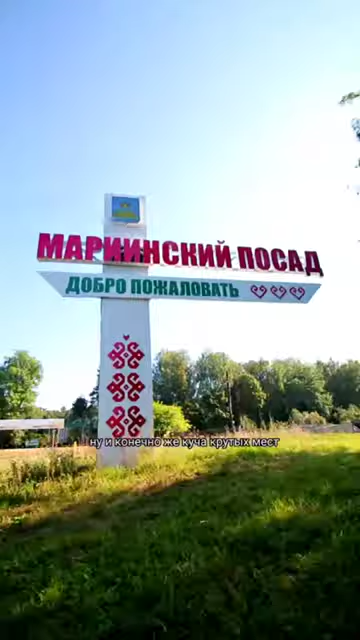 МАРИИНСКИЙ ПОСАД
ДОБРО ПОЖАЛОВАТЬ
ну и конечно же куча крутых мест